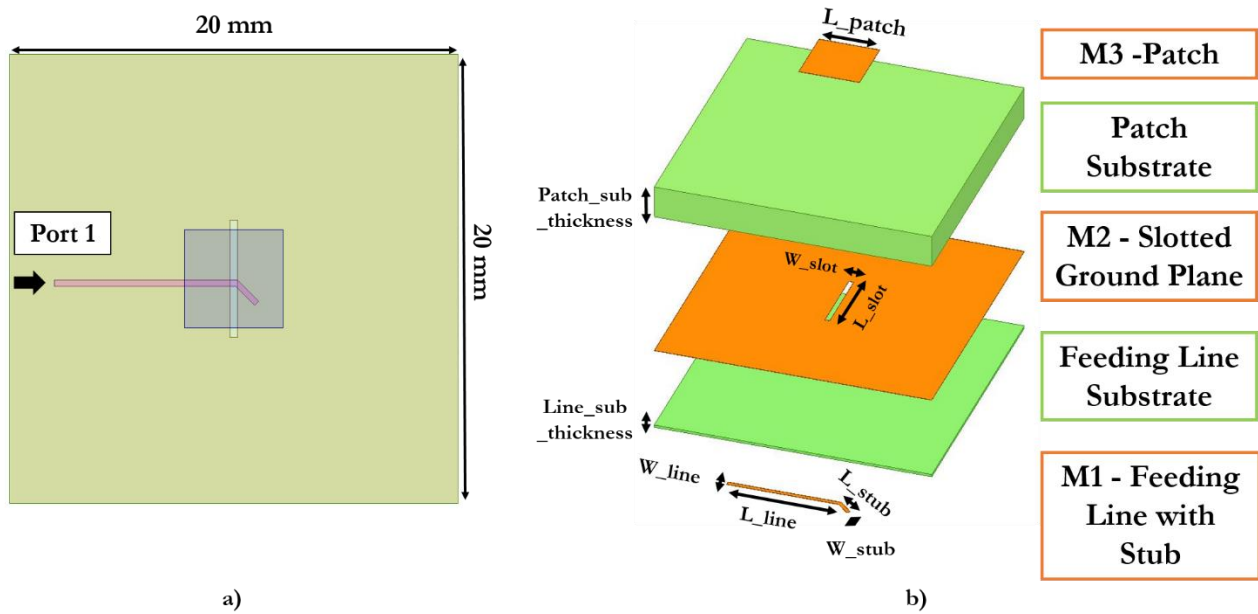 20 mm
20 mm
Port 1
a)
L_patch
Patch_sub
_thickness
W_slot
L_slot
Line_sub
_thickness
W_line
L_line
L_stub
W_stub
b)
M3 -Patch
Patch
Substrate
M2 - Slotted
Ground Plane
Feeding Line
Substrate
M1 - Feeding
Line with
Stub